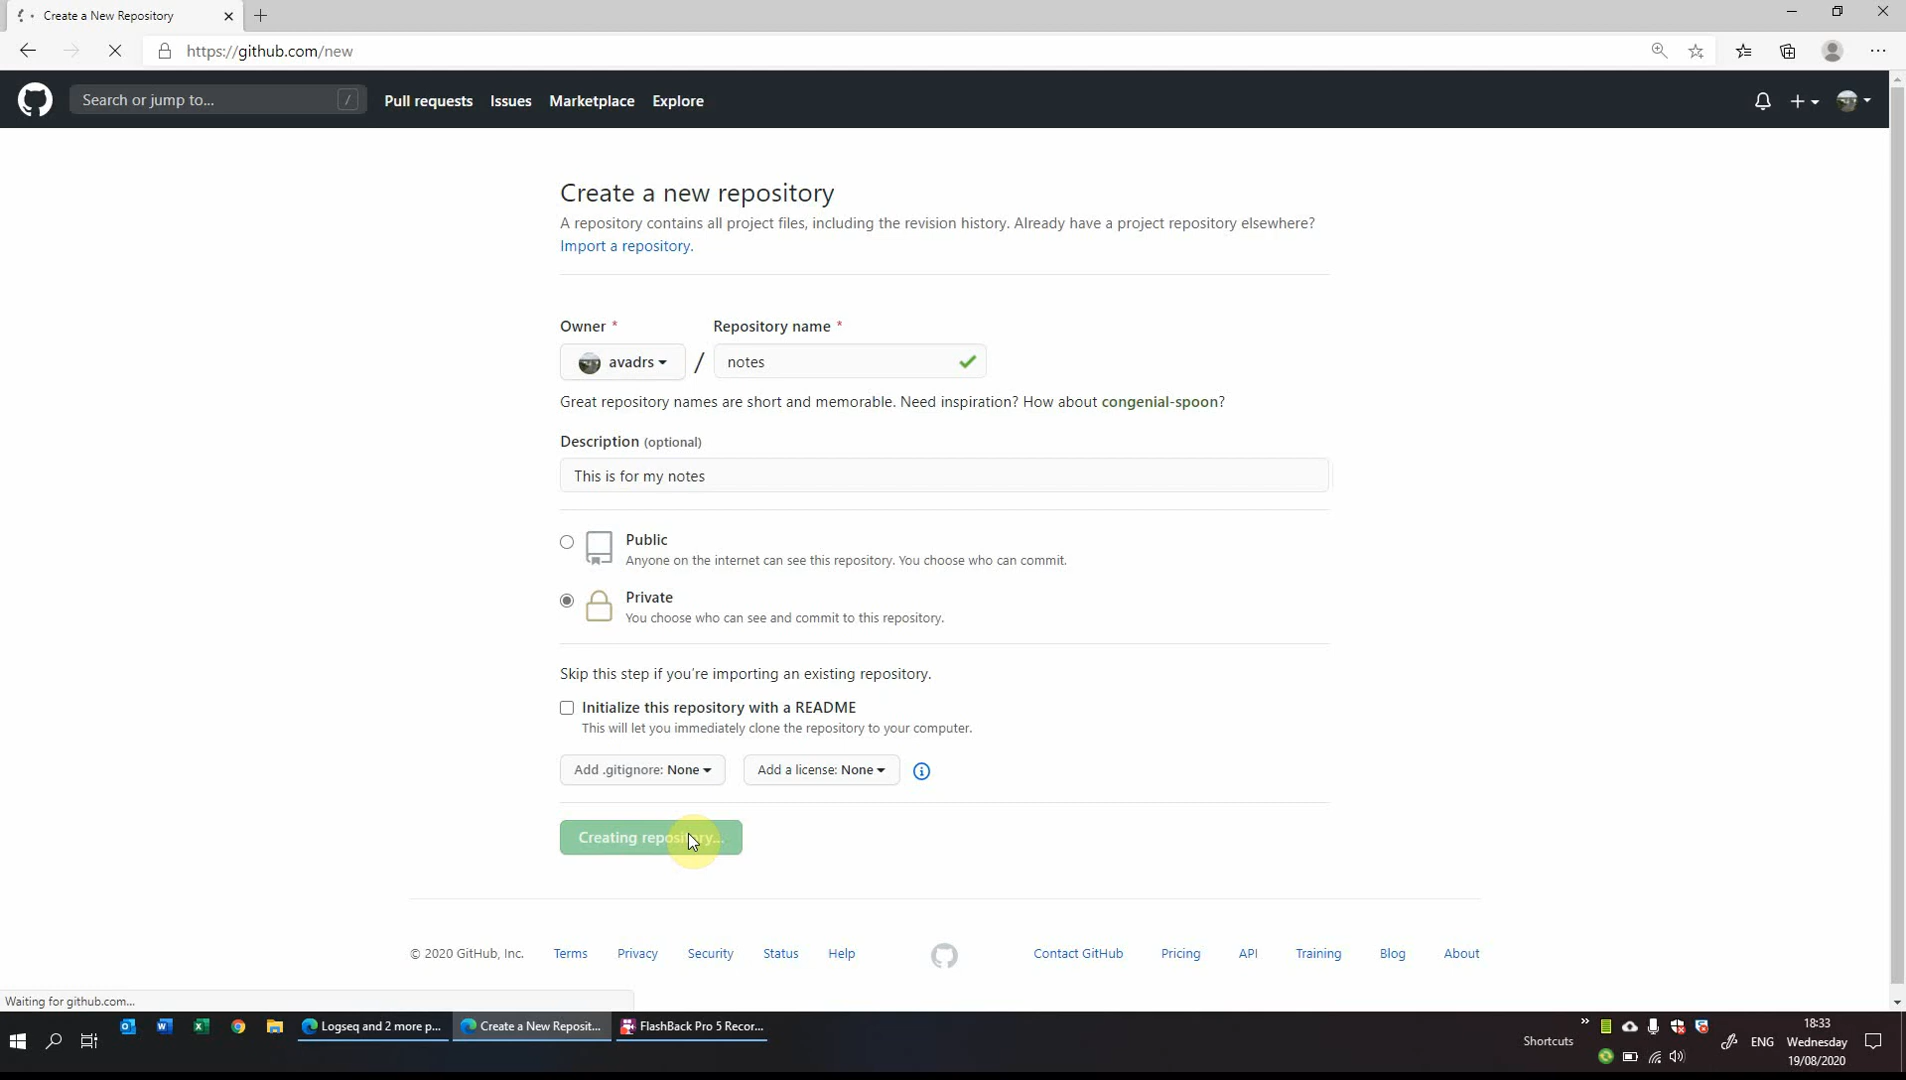 Create a New Repository
https://github.com/new
Search or jump to... /
Pull requests Issues Marketplace Explore
Create a new repository
A repository contains all project files, including the revision history. Already have a project repository elsewhere?
Import a repository.
Owner * Repository name *
avadrs / notes
Great repository names are short and memorable. Need inspiration? How about congenial-spoon?
Description (optional)
This is for my notes
Public
Anyone on the internet can see this repository. You choose who can commit.
Private
You choose who can see and commit to this repository.
Skip this step if you're importing an existing repository.
Initialize this repository with a README
This will let you immediately clone the repository to your computer.
Add .gitignore: None Add a license: None
Creating repository...
© 2020 GitHub, Inc. Terms Privacy Security Status Help Contact GitHub Pricing API Training Blog About
Waiting for github.com...
Logseq and 2 more p... Create a New Reposit... FlashBack Pro 5 Recor...
Shortcuts
ENG
18:33
Wednesday
19/08/2020